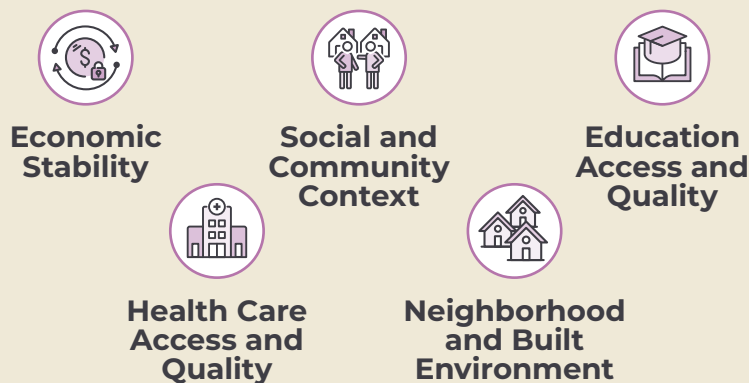 Economic
Stability
Social and
Community
Context
Education
Access and
Quality
Health Care
Access and
Quality
Neighborhood
and Built
Environment